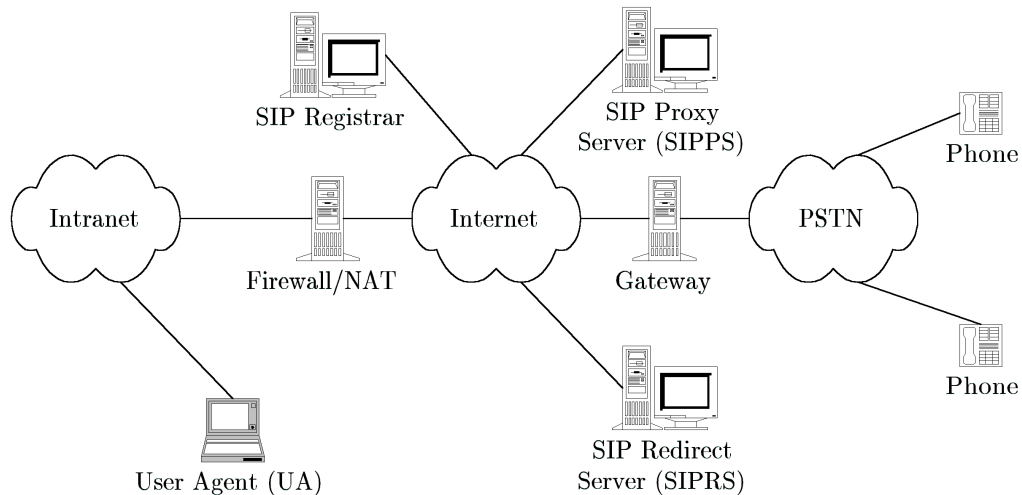 SIP Registrar
SIP Proxy
Server (SIPPS)
Phone
Intranet
Internet
PSTN
Firewall/NAT
Gateway
Phone
SIP Redirect
Server (SIPRS)
User Agent (UA)